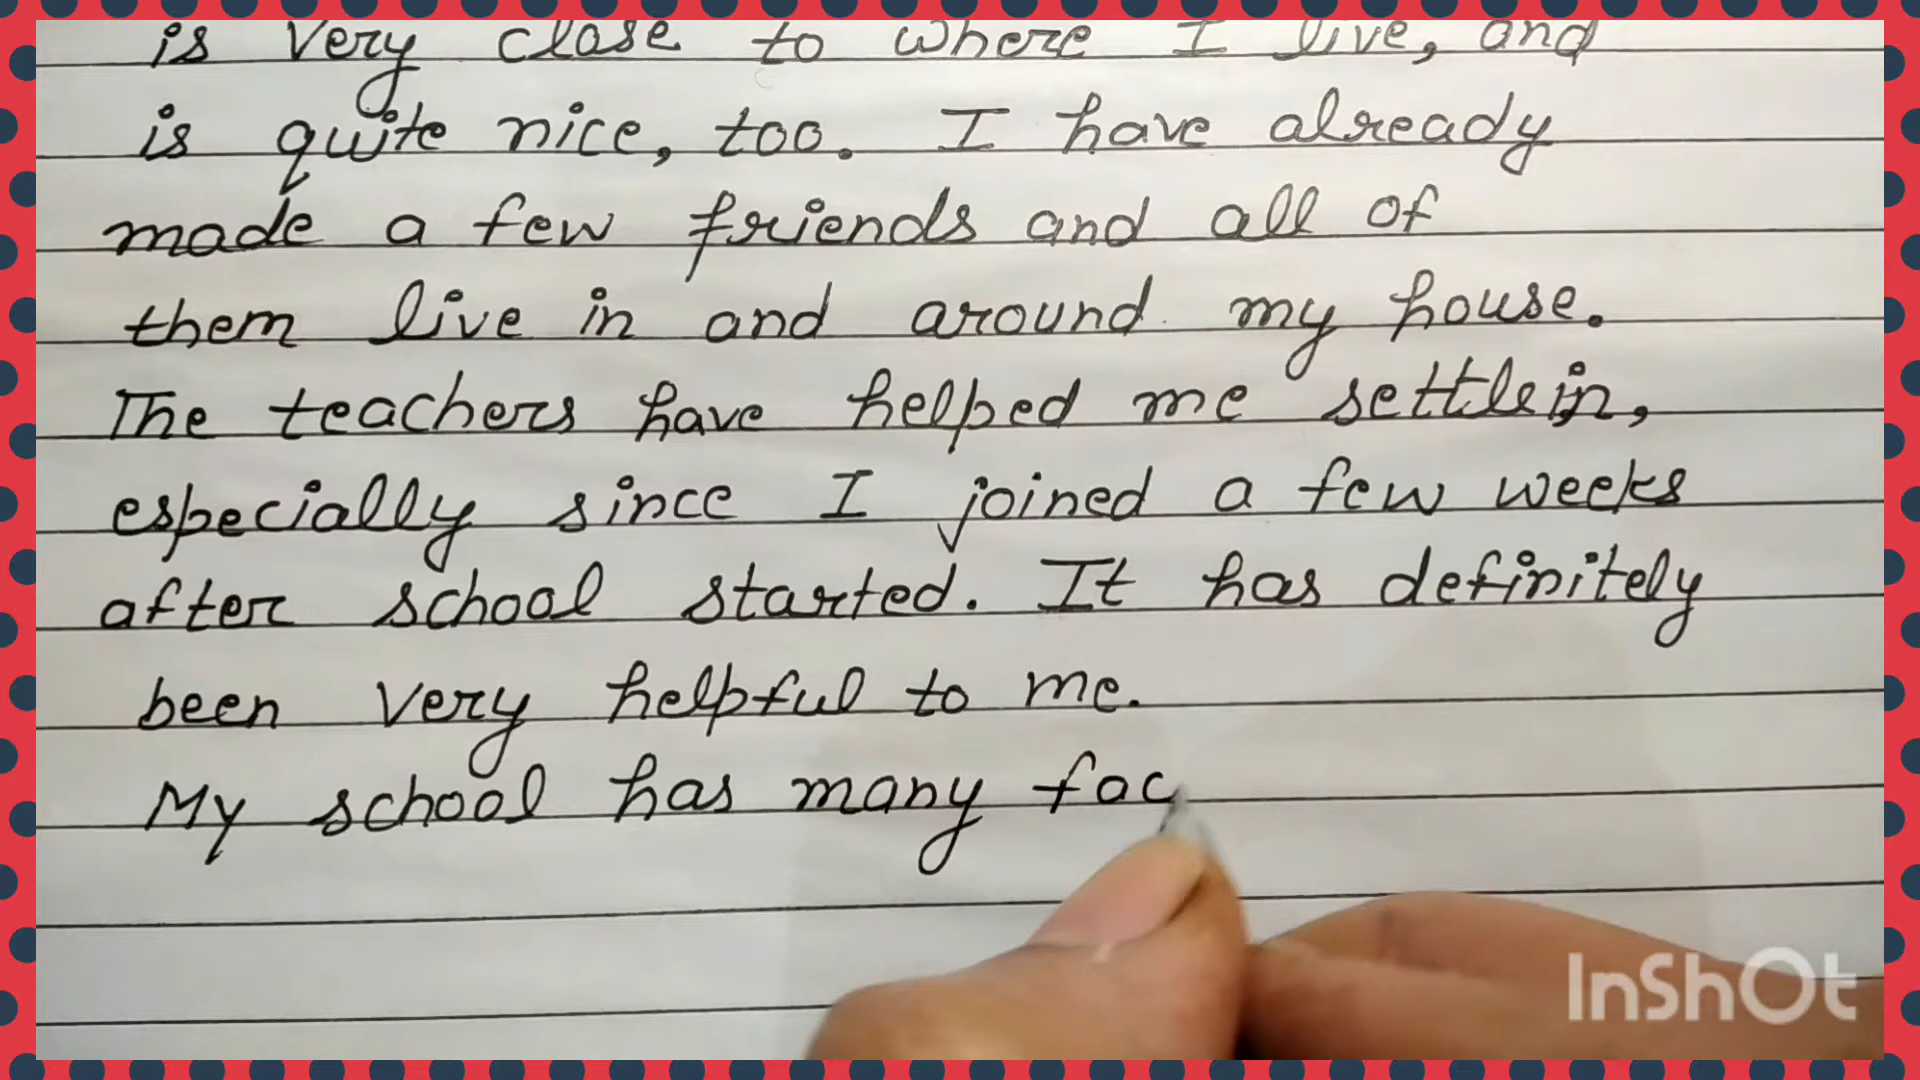 is very close to where I live, and
is quite nice, too. I have already
made a few friends and all of
them live in and around my house.
The teachers have helped me settle in,
especially since I joined a few weeks
after school started. It has definitely
been very helpful to me.
My school has many fac
InShOt